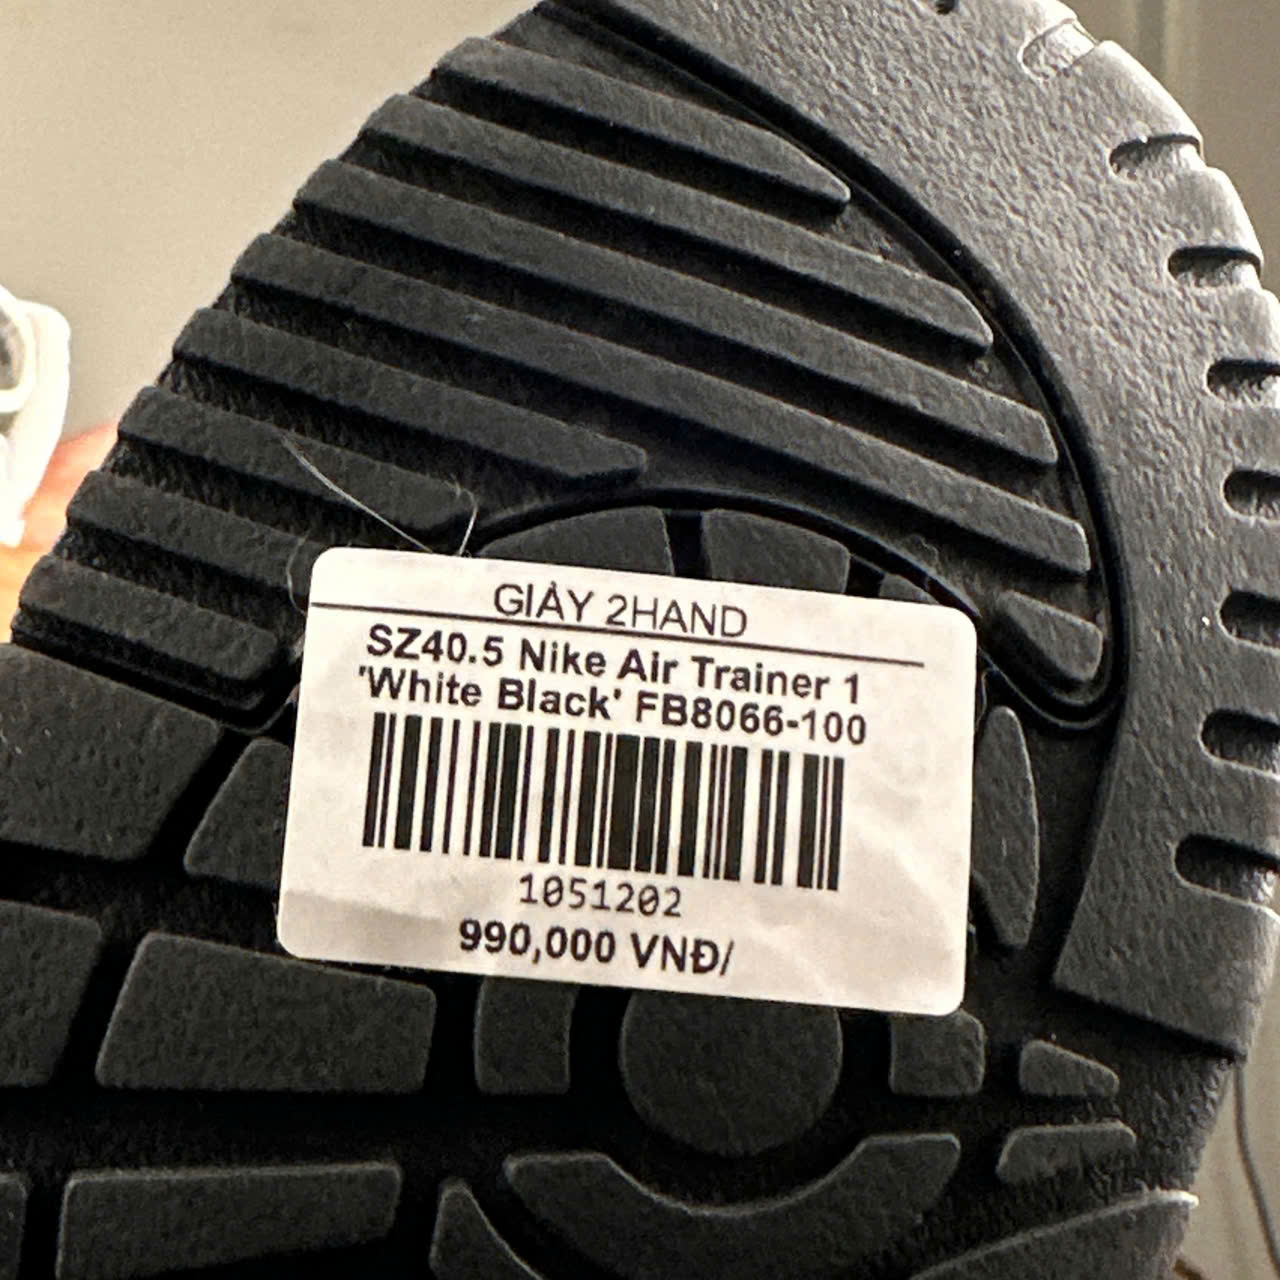 GIÀY 2HAND
SZ40.5 Nike Air Trainer 1
'White Black' FB8066-100
1051202
990,000 VNĐ/